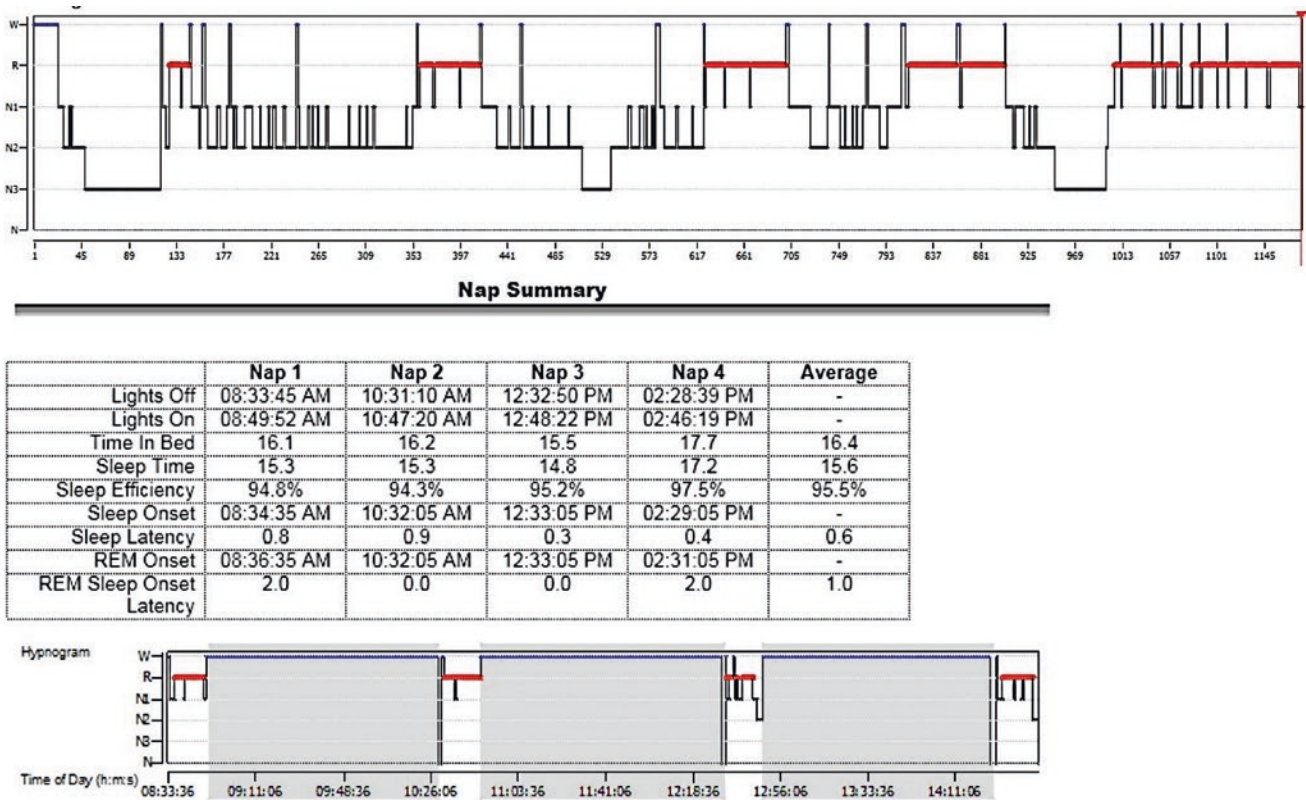 W
R
N1
N2
N3
N
1 45 89 133 177 221 265 309 353 397 441 485 529 573 617 661 705 749 793 837 881 925 969 1013 1057 1101 1145
Nap Summary
Nap 1 Nap 2 Nap 3 Nap 4 Average
Lights Off 08:33:45 AM 10:31:10 AM 12:32:50 PM 02:28:39 PM -
Lights On 08:49:52 AM 10:47:20 AM 12:48:22 PM 02:46:19 PM -
Time In Bed 16.1 16.2 15.5 17.7 16.4
Sleep Time 15.3 15.3 14.8 17.2 15.6
Sleep Efficiency 94.8% 94.3% 95.2% 97.5% 95.5%
Sleep Onset 08:34:35 AM 10:32:05 AM 12:33:05 PM 02:29:05 PM -
Sleep Latency 0.8 0.9 0.3 0.4 0.6
REM Onset 08:36:35 AM 10:32:05 AM 12:33:05 PM 02:31:05 PM -
REM Sleep Onset 2.0 0.0 0.0 2.0 1.0
Latency
Hypnogram W
R
N1
N2
N3
N
Time of Day (h:m:s) 08:33:36 09:11:06 09:48:36 10:26:06 11:03:36 11:41:06 12:18:36 12:56:06 13:33:36 14:11:06